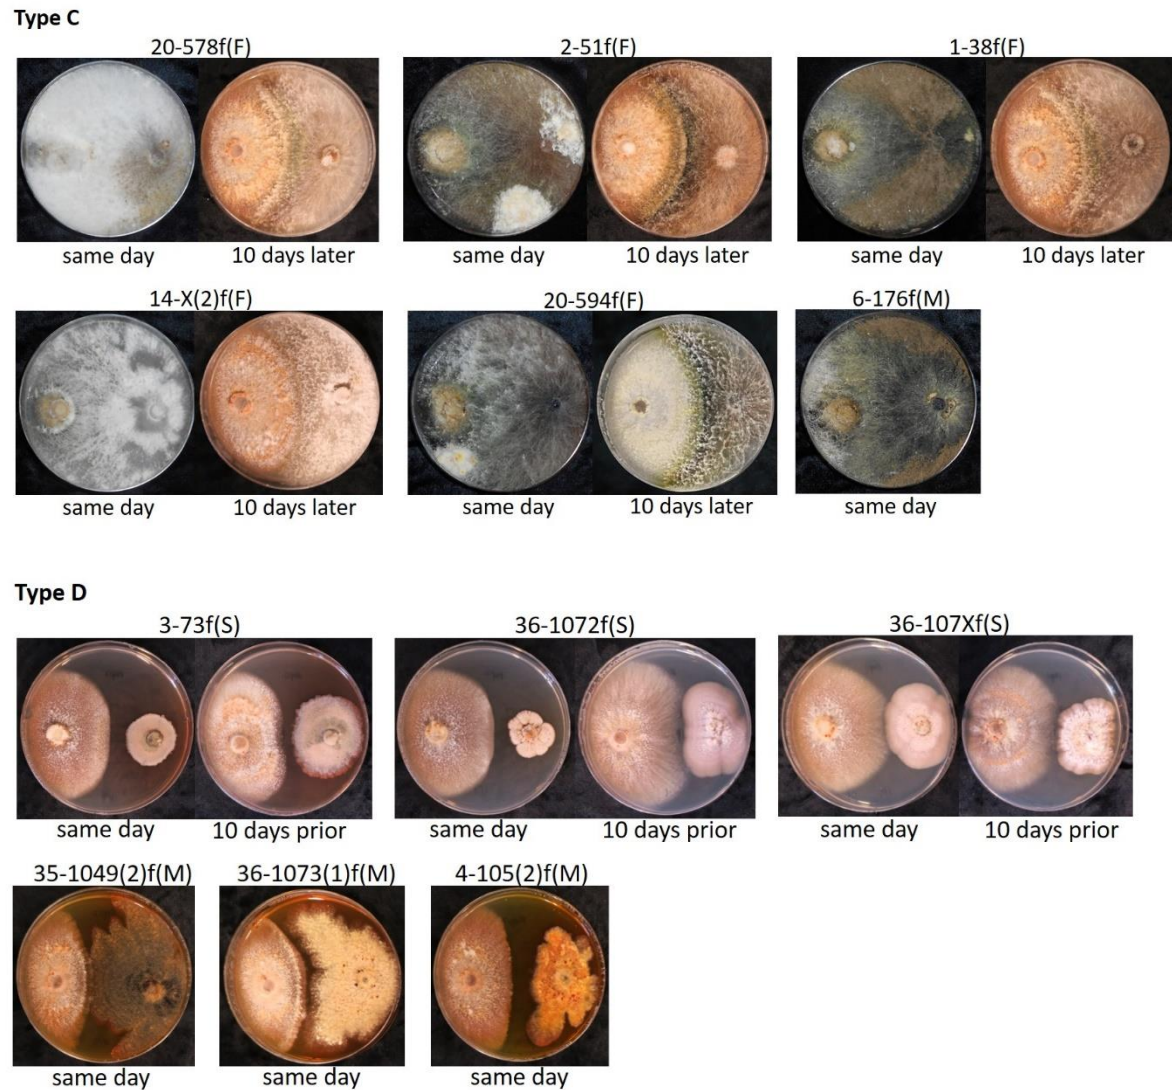 Type C
20-578f(F) 2-51f(F) 1-38f(F)
same day 10 days later same day 10 days later same day 10 days later
14-X(2)f(F) 20-594f(F) 6-176f(M)
same day 10 days later same day 10 days later same day
Type D
3-73f(S) 36-1072f(S) 36-107Xf(S)
same day 10 days prior same day 10 days prior same day 10 days prior
35-1049(2)f(M) 36-1073(1)f(M) 4-105(2)f(M)
same day same day same day